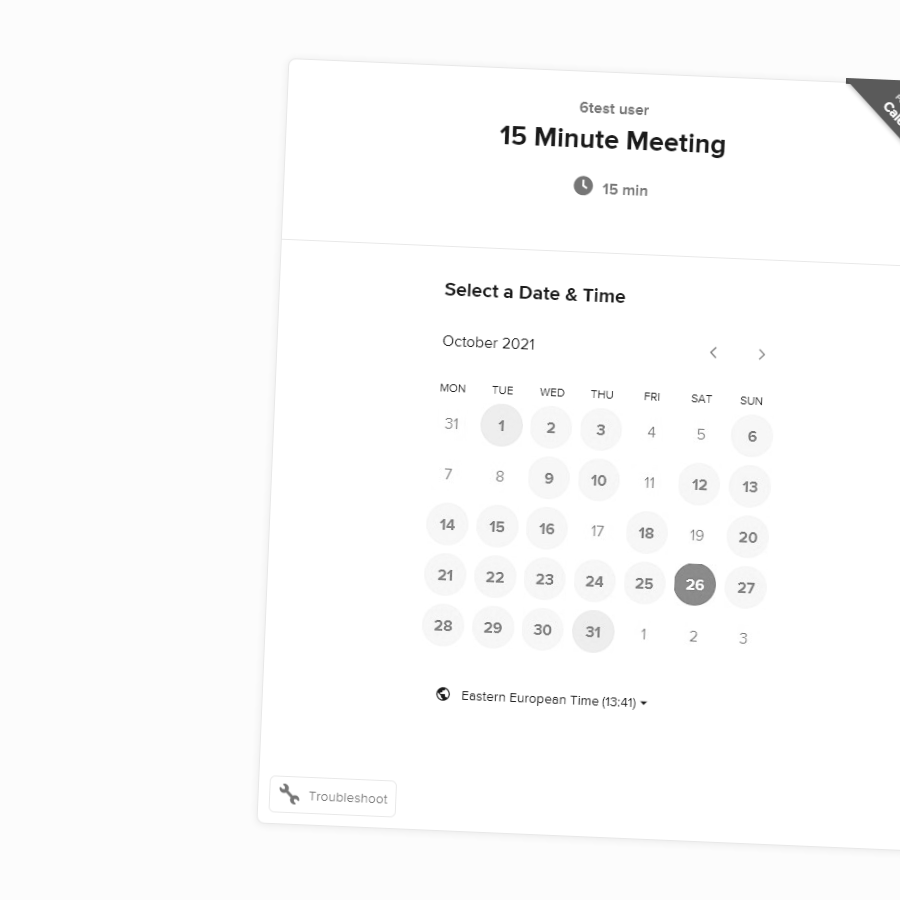 6test user
15 Minute Meeting
15 min
Select a Date & Time
October 2021
MON TUE WED THU FRI SAT SUN
31 1 2 3 4 5 6
7 8 9 10 11 12 13
14 15 16 17 18 19 20
21 22 23 24 25 26 27
28 29 30 31 1 2 3
Eastern European Time (13:41)
Troubleshoot